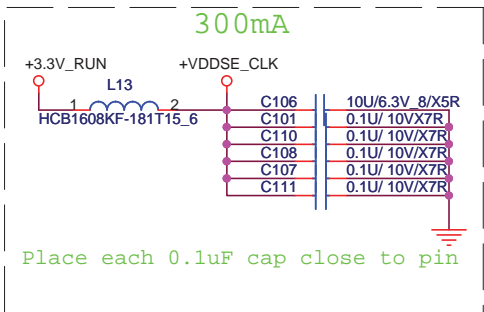 300mA
+3.3V_RUN
+VDDSE_CLK
L13
1 2
HCB1608KF-181T15_6
C106 10U/6.3V_8/X5R
C101 0.1U/ 10VX7R
C110 0.1U/ 10V/X7R
C108 0.1U/ 10V/X7R
C107 0.1U/ 10V/X7R
C111 0.1U/ 10V/X7R
Place each 0.1uF cap close to pin